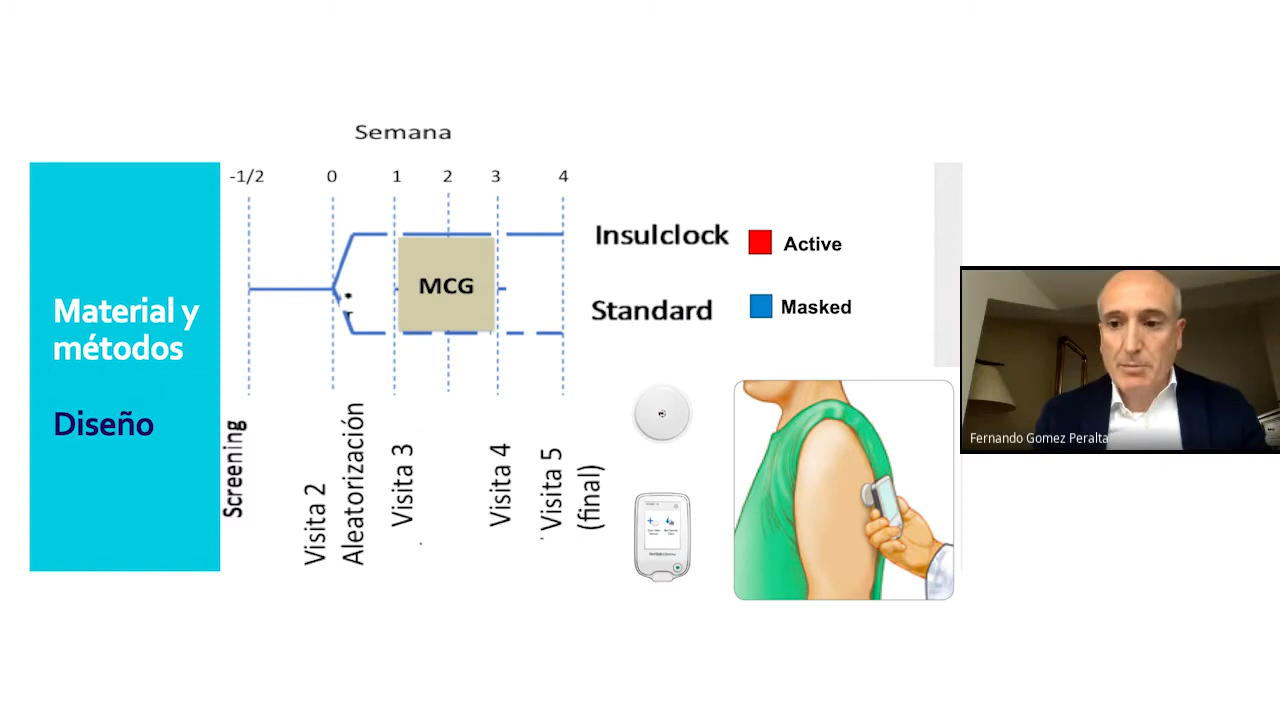 Semana
-1/2 0 1 2 3 4
Material y
métodos
Diseño
MCG
Insulclock
Active
Standard
Masked
Screening
Visita 2
Aleatorización
Visita 3
Visita 4
Visita 5
(final)
Fernando Gomez Peralta